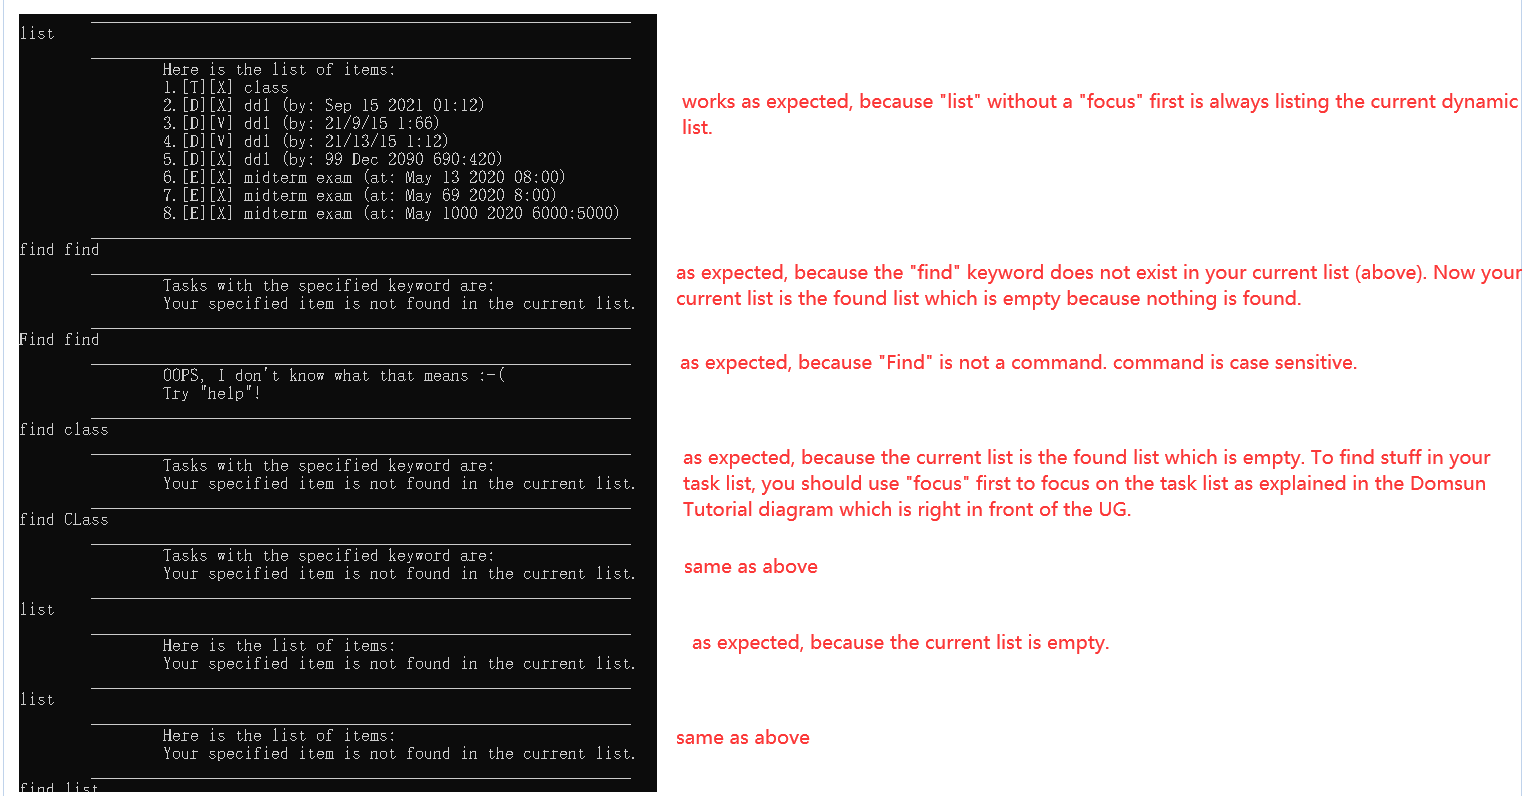 list
Here is the list of items:
1.[T][X] class
2.[D][X] ddl (by: Sep 15 2021 01:12)
works as expected, because "list" without a "focus" first is always listing the current dynamic
list.
3.[D][V] ddl (by: 21/9/15 1:66)
4.[D][V] ddl (by: 21/13/15 1:12)
5.[D][X] ddl (by: 99 Dec 2090 690:420)
6.[E][X] midterm exam (at: May 13 2020 08:00)
7.[E][X] midterm exam (at: May 69 2020 8:00)
8.[E][X] midterm exam (at: May 1000 2020 6000:5000)
find find
Tasks with the specified keyword are:
Your specified item is not found in the current list.
as expected, because the "find" keyword does not exist in your current list (above). Now your
current list is the found list which is empty because nothing is found.
Find find
OOPS, I don't know what that means :-(
Try "help"!
as expected, because "Find" is not a command. command is case sensitive.
find class
Tasks with the specified keyword are:
Your specified item is not found in the current list.
as expected, because the current list is the found list which is empty. To find stuff in your
task list, you should use "focus" first to focus on the task list as explained in the Domsun
Tutorial diagram which is right in front of the UG.
find CLass
Tasks with the specified keyword are:
Your specified item is not found in the current list.
same as above
list
Here is the list of items:
Your specified item is not found in the current list.
as expected, because the current list is empty.
list
Here is the list of items:
Your specified item is not found in the current list.
same as above
find list